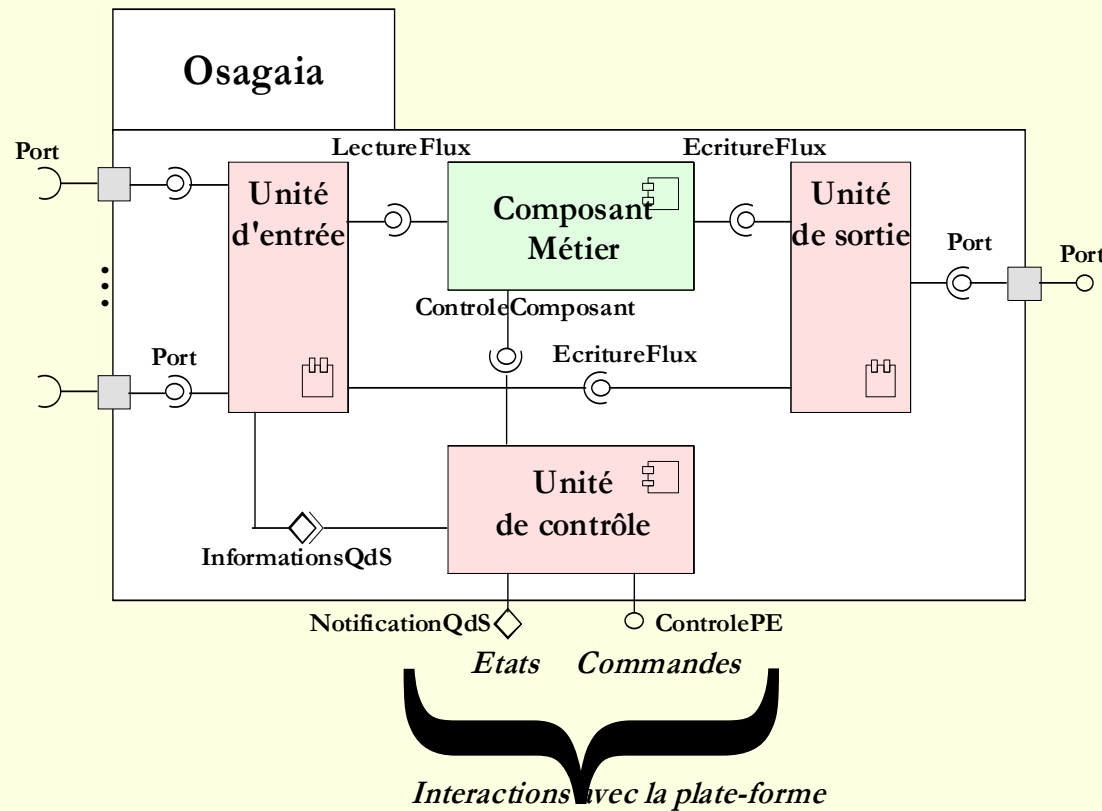 Osagaia
Port
LectureFlux
EcritureFlux
Unité
d'entrée
Composant
Métier
Unité
de sortie
Port
Port
ControleComposant
Port
EcritureFlux
Unité
de contrôle
InformationsQdS
NotificationQdS
ControlePE
Etats
Commandes
Interactions avec la plate-forme